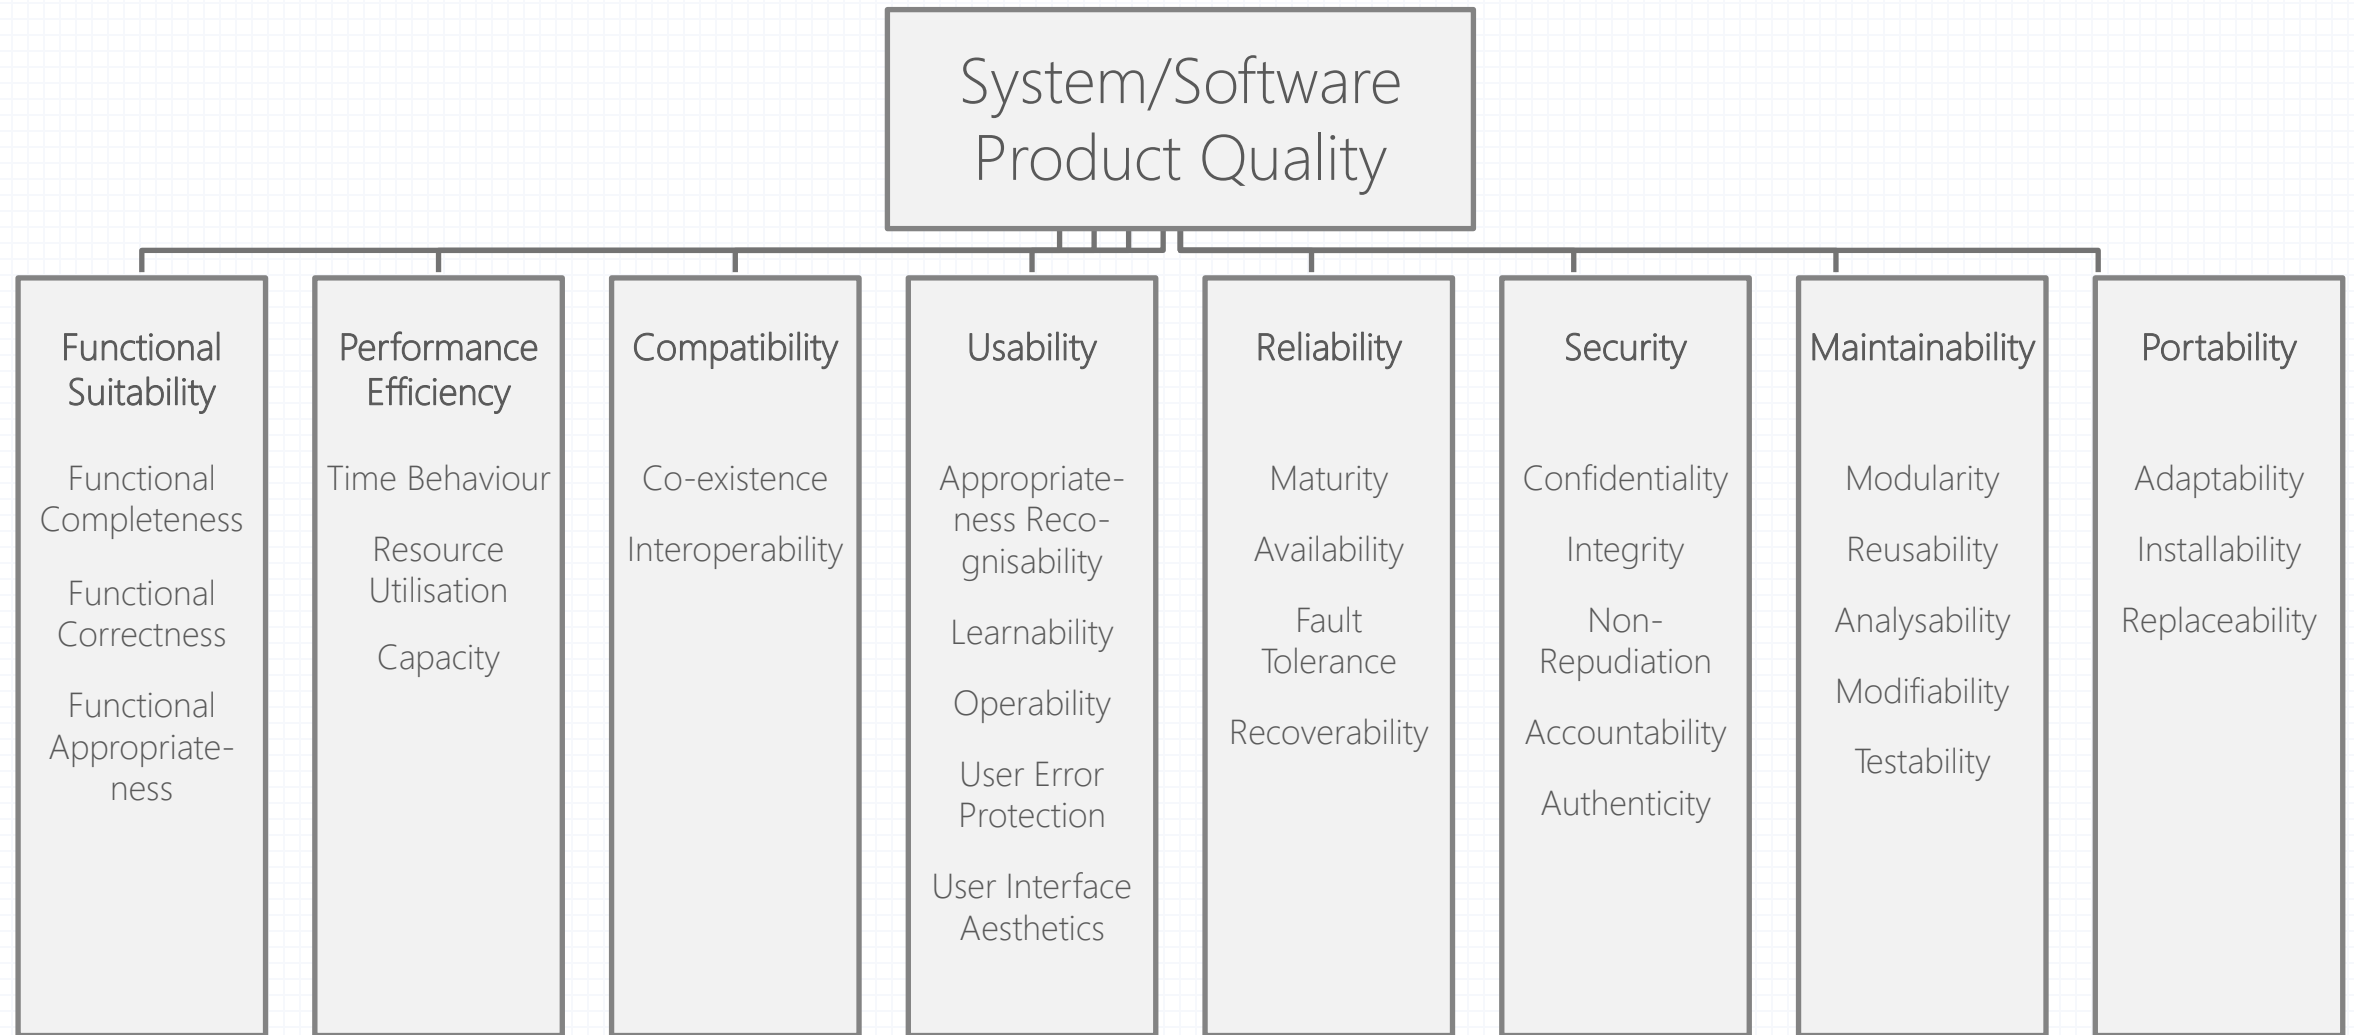 System/Software
Product Quality
Functional
Suitability
Functional
Completeness
Functional
Correctness
Functional
Appropriate-
ness
Performance
Efficiency
Time Behaviour
Resource
Utilisation
Capacity
Compatibility
Co-existence
Interoperability
Usability
Appropriate-
ness Reco-
gnisability
Learnability
Operability
User Error
Protection
User Interface
Aesthetics
Reliability
Maturity
Availability
Fault
Tolerance
Recoverability
Security
Confidentiality
Integrity
Non-
Repudiation
Accountability
Authenticity
Maintainability
Modularity
Reusability
Analysability
Modifiability
Testability
Portability
Adaptability
Installability
Replaceability